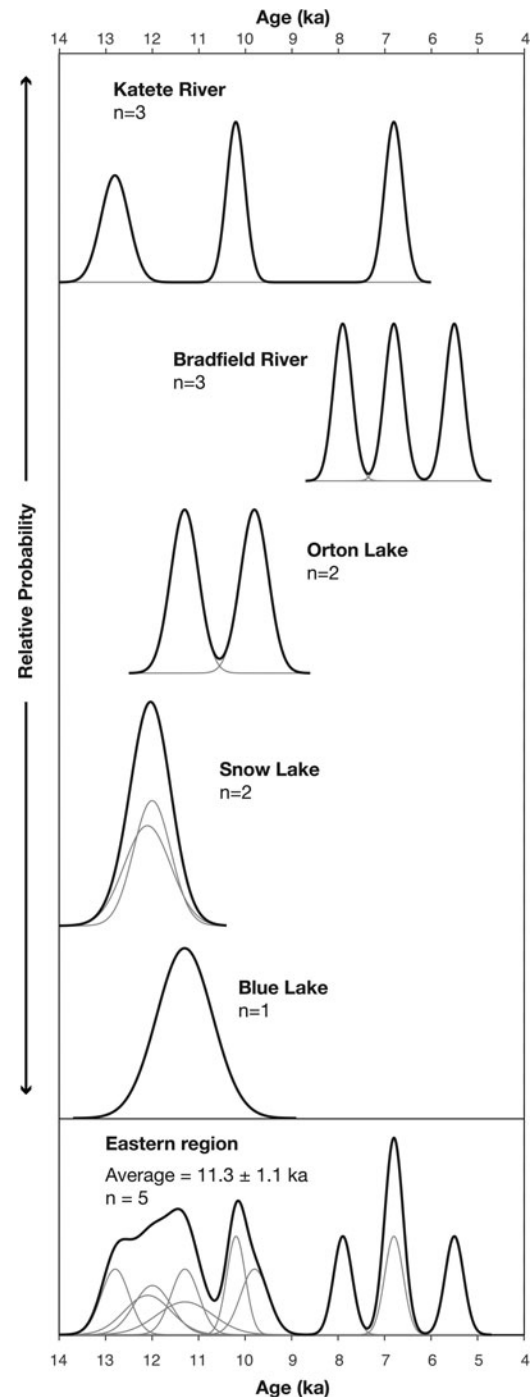 Age (ka)
14 13 12 11 10 9 8 7 6 5 4
Katete River
n=3
Bradfield River
n=3
Relative Probability
Orton Lake
n=2
Snow Lake
n=2
Blue Lake
n=1
Eastern region
Average = 11.3 ± 1.1 ka
n = 5
14 13 12 11 10 9 8 7 6 5 4
Age (ka)